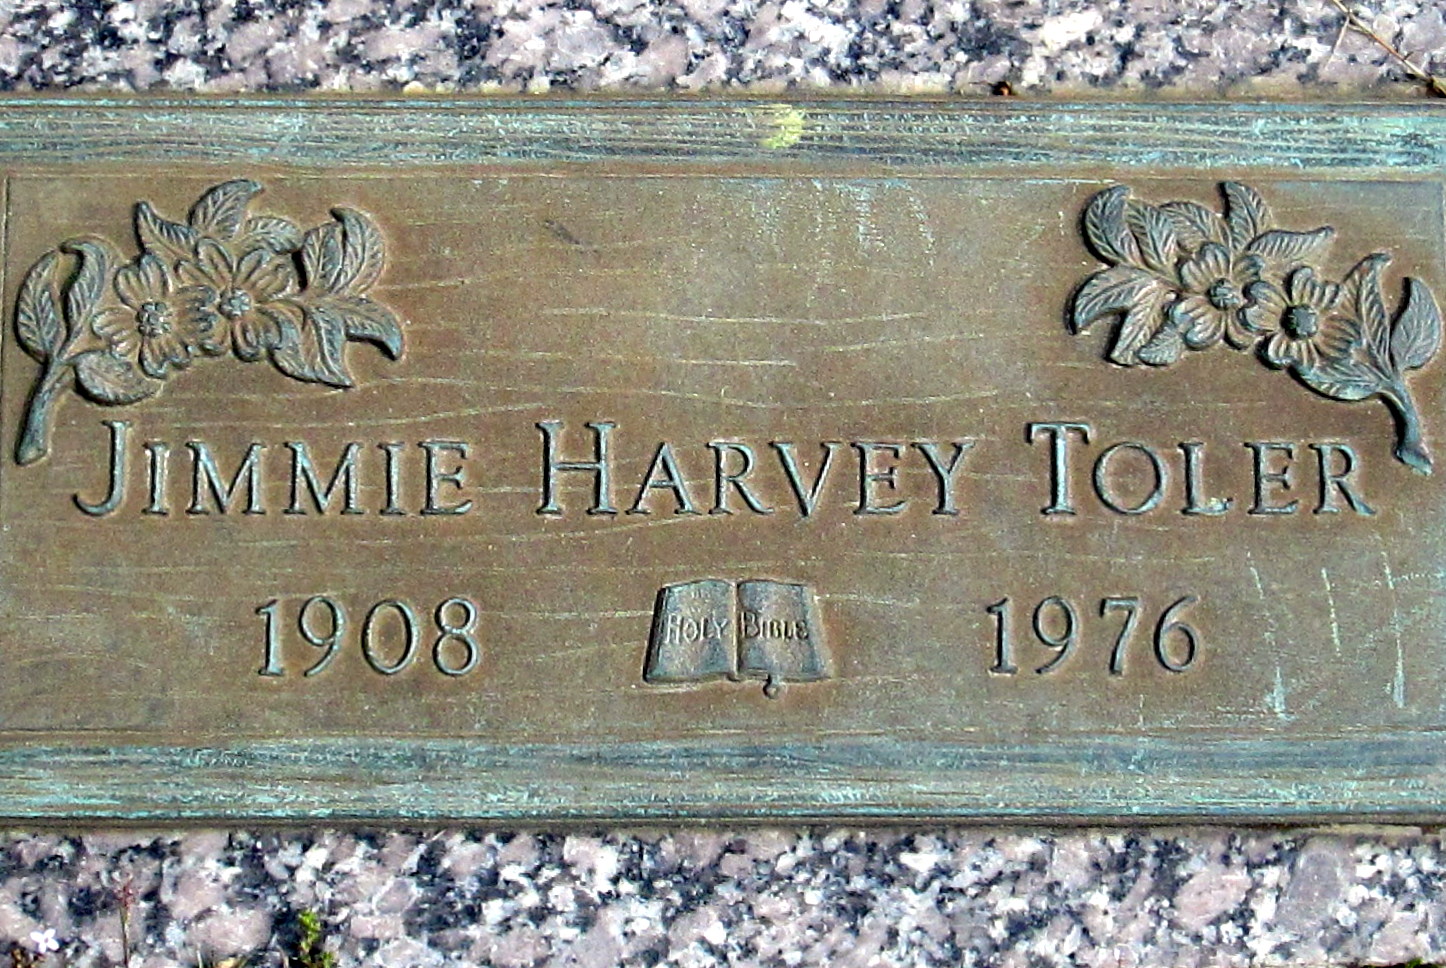 JIMMIE HARVEY TOLER
1908 HOLY BIBLE 1976